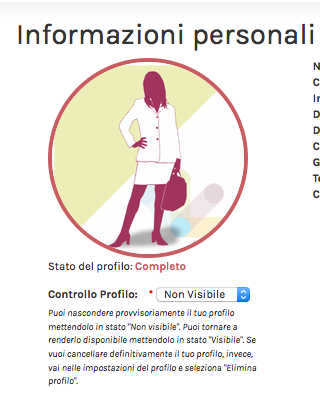 Informazioni personali
N
C
In
D
D
C
G
Te
C
Stato del profilo: Completo
Controllo Profilo: * Non Visibile
Puoi nascondere provvisoriamente il tuo profilo
mettendolo in stato "Non visibile". Puoi tornare a
renderlo disponibile mettendolo in stato "Visibile". Se
vuoi cancellare definitivamente il tuo profilo, invece,
vai nelle impostazioni del profilo e seleziona "Elimina
profilo".